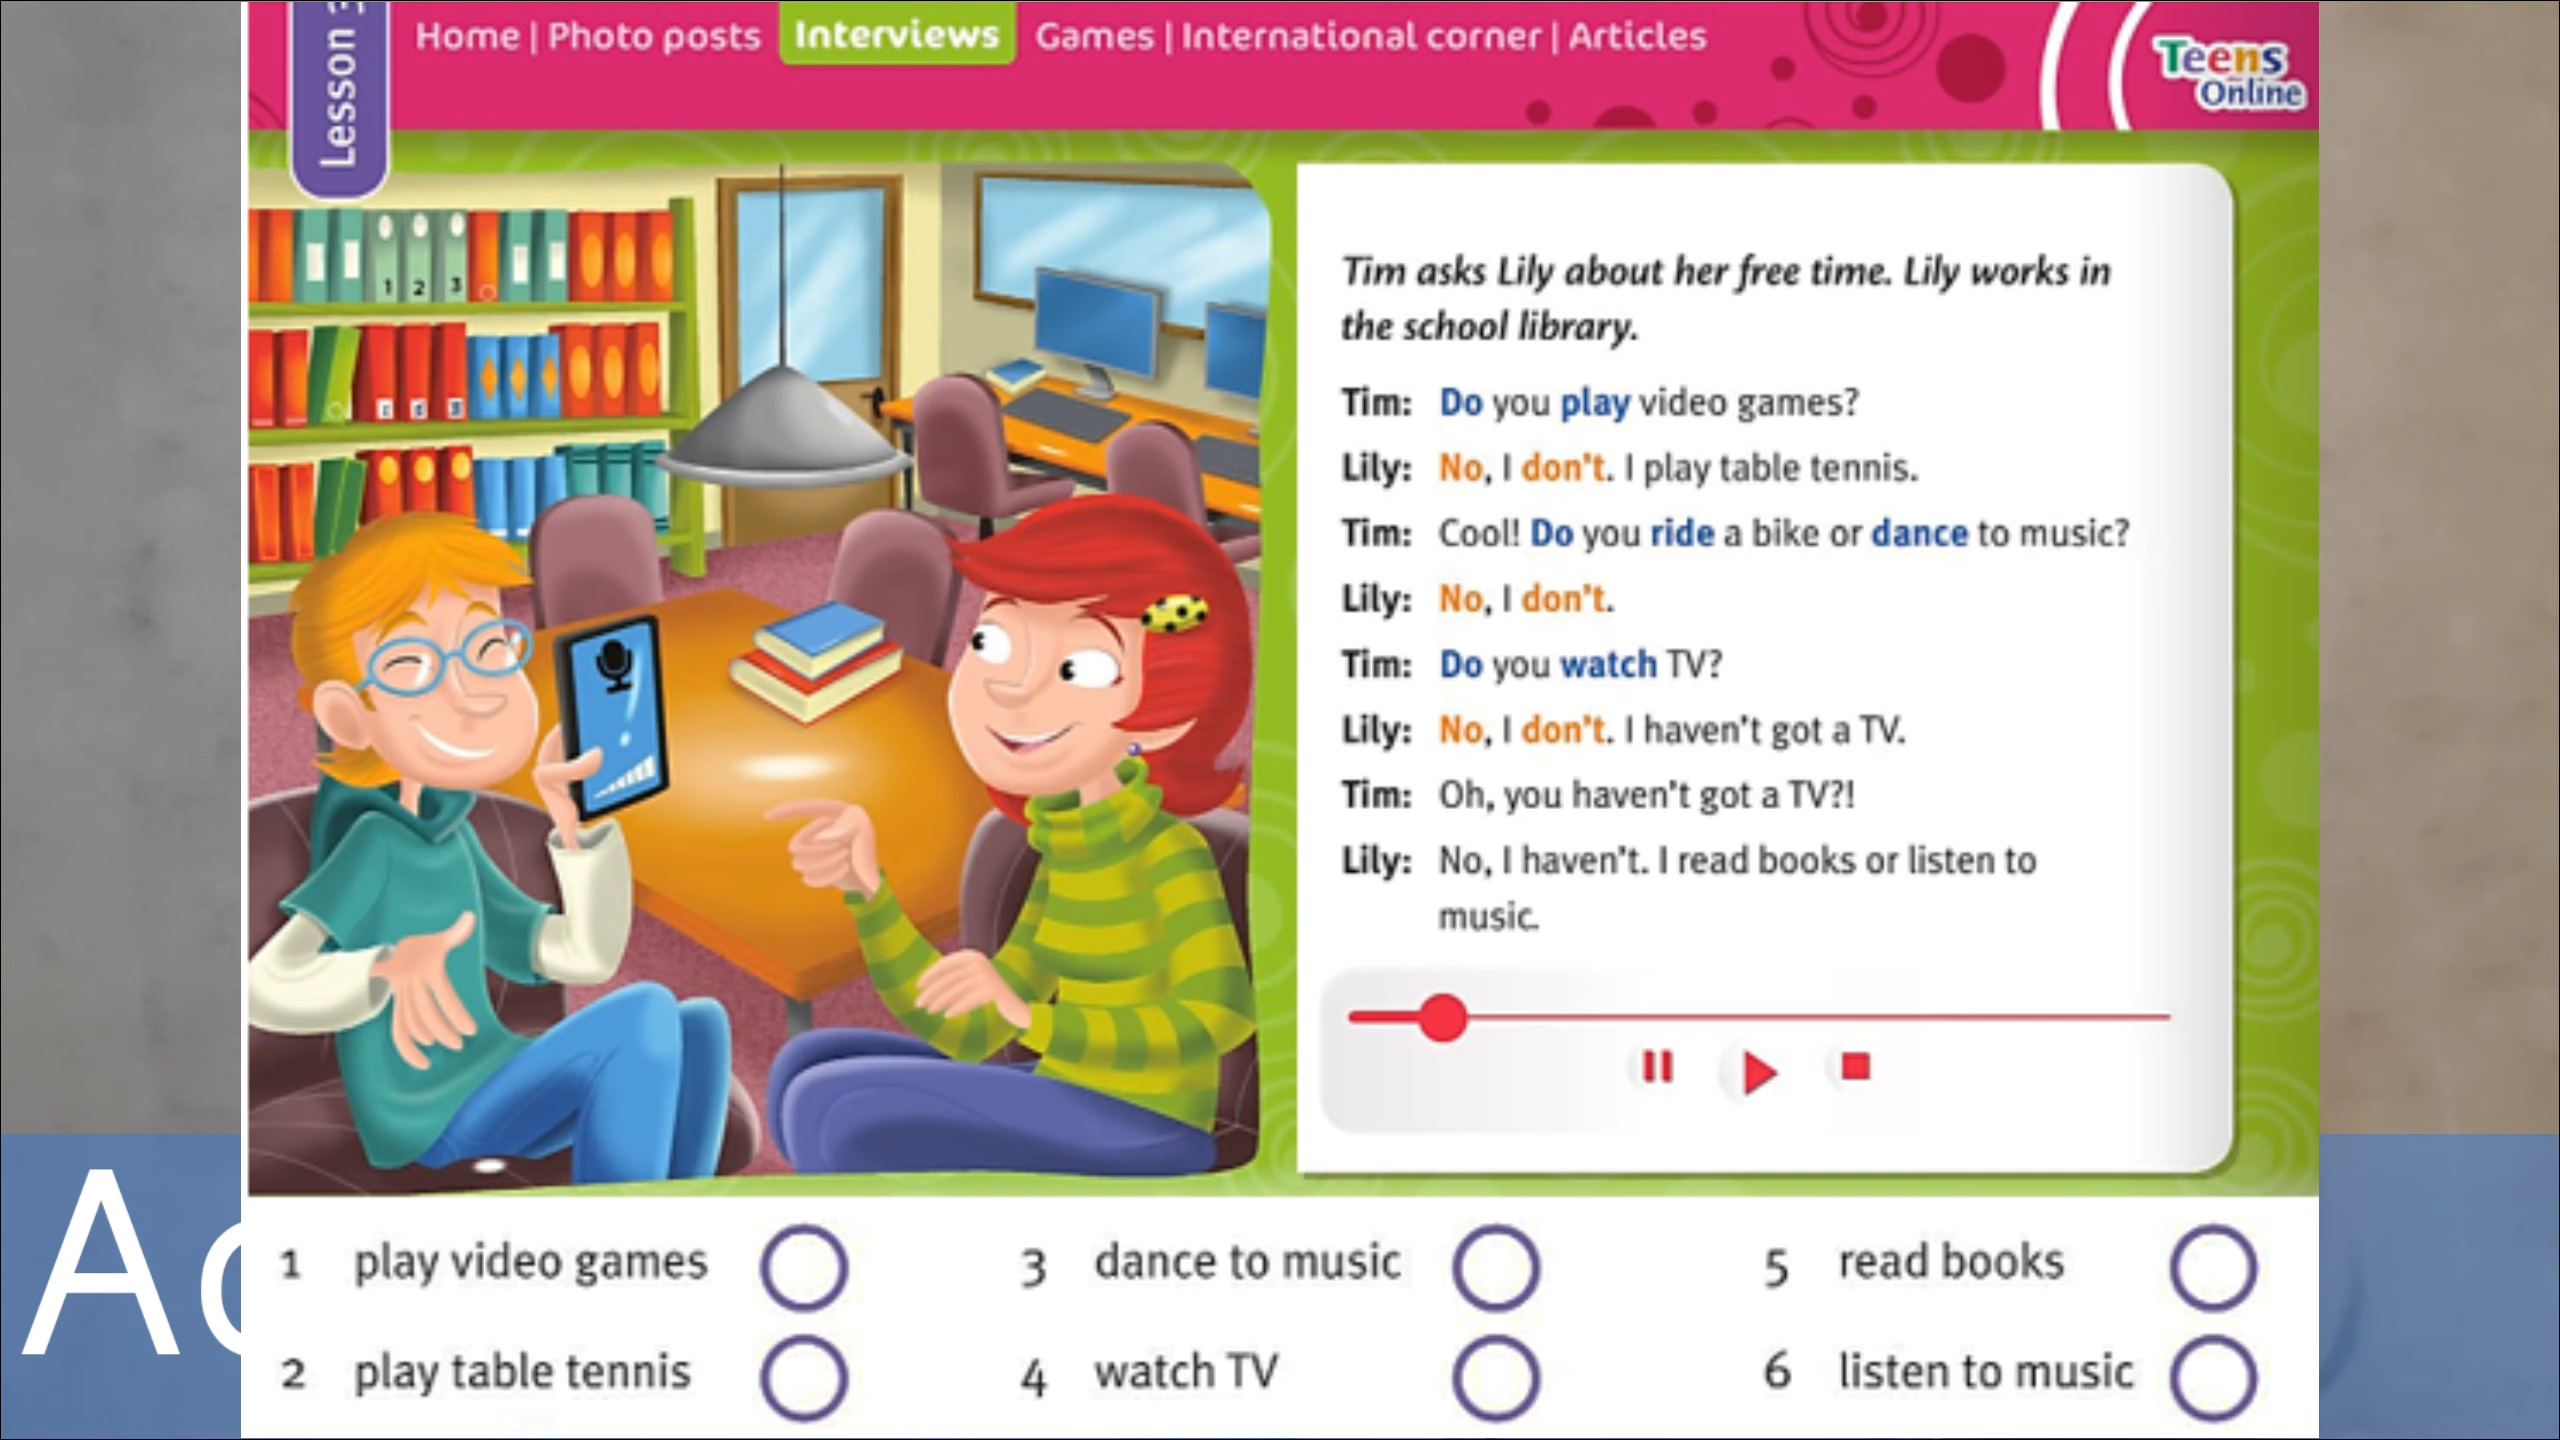 Lesson 3
Home | Photo posts Interviews Games | International corner | Articles
Teens
Online
1 2 3
Tim asks Lily about her free time. Lily works in
the school library.
Tim: Do you play video games?
Lily: No, I don't. I play table tennis.
Tim: Cool! Do you ride a bike or dance to music?
Lily: No, I don't.
Tim: Do you watch TV?
Lily: No, I don't. I haven't got a TV.
Tim: Oh, you haven't got a TV?!
Lily: No, I haven't. I read books or listen to
music.
1 play video games
2 play table tennis
3 dance to music
4 watch TV
5 read books
6 listen to music